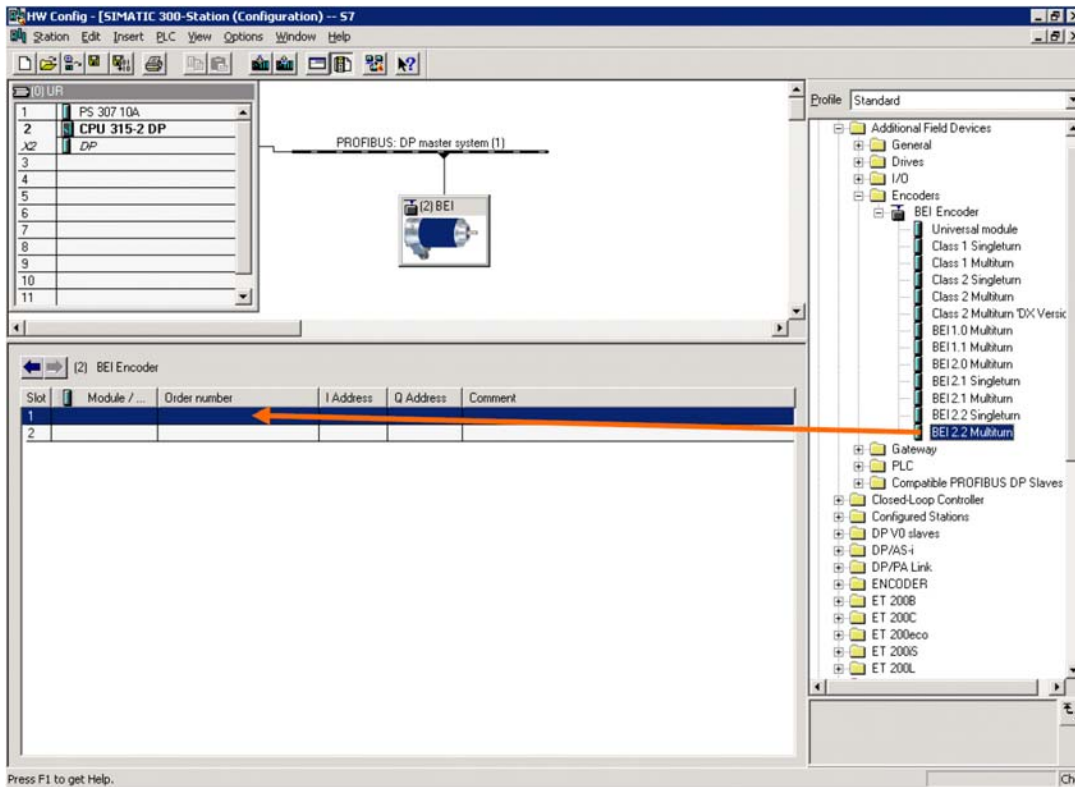 HW Config - [SIMATIC 300-Station (Configuration) -- S7
Station Edit Insert PLC View Options Window Help
(0) UR
1 PS 307 10A
2 CPU 315-2 DP
X2 DP
3
4
5
6
7
8
9
10
11
PROFIBUS: DP master system (1)
(2) BEI
(2) BEI Encoder
Slot Module / ... Order number I Address Q Address Comment
1
2
Profile Standard
Additional Field Devices
General
Drives
I/O
Encoders
BEI Encoder
Universal module
Class 1 Singleturn
Class 1 Multiturn
Class 2 Singleturn
Class 2 Multiturn
Class 2 Multiturn 'DX Versic
BEI 1.0 Multiturn
BEI 1.1 Multiturn
BEI 2.0 Multiturn
BEI 2.1 Singleturn
BEI 2.1 Multiturn
BEI 2.2 Singleturn
BEI 2.2 Multiturn
Gateway
PLC
Compatible PROFIBUS DP Slaves
Closed-Loop Controller
Configured Stations
DP V0 slaves
DP/AS-i
DP/PA Link
ENCODER
ET 200B
ET 200C
ET 200eco
ET 200iS
ET 200L
Press F1 to get Help.
Ch